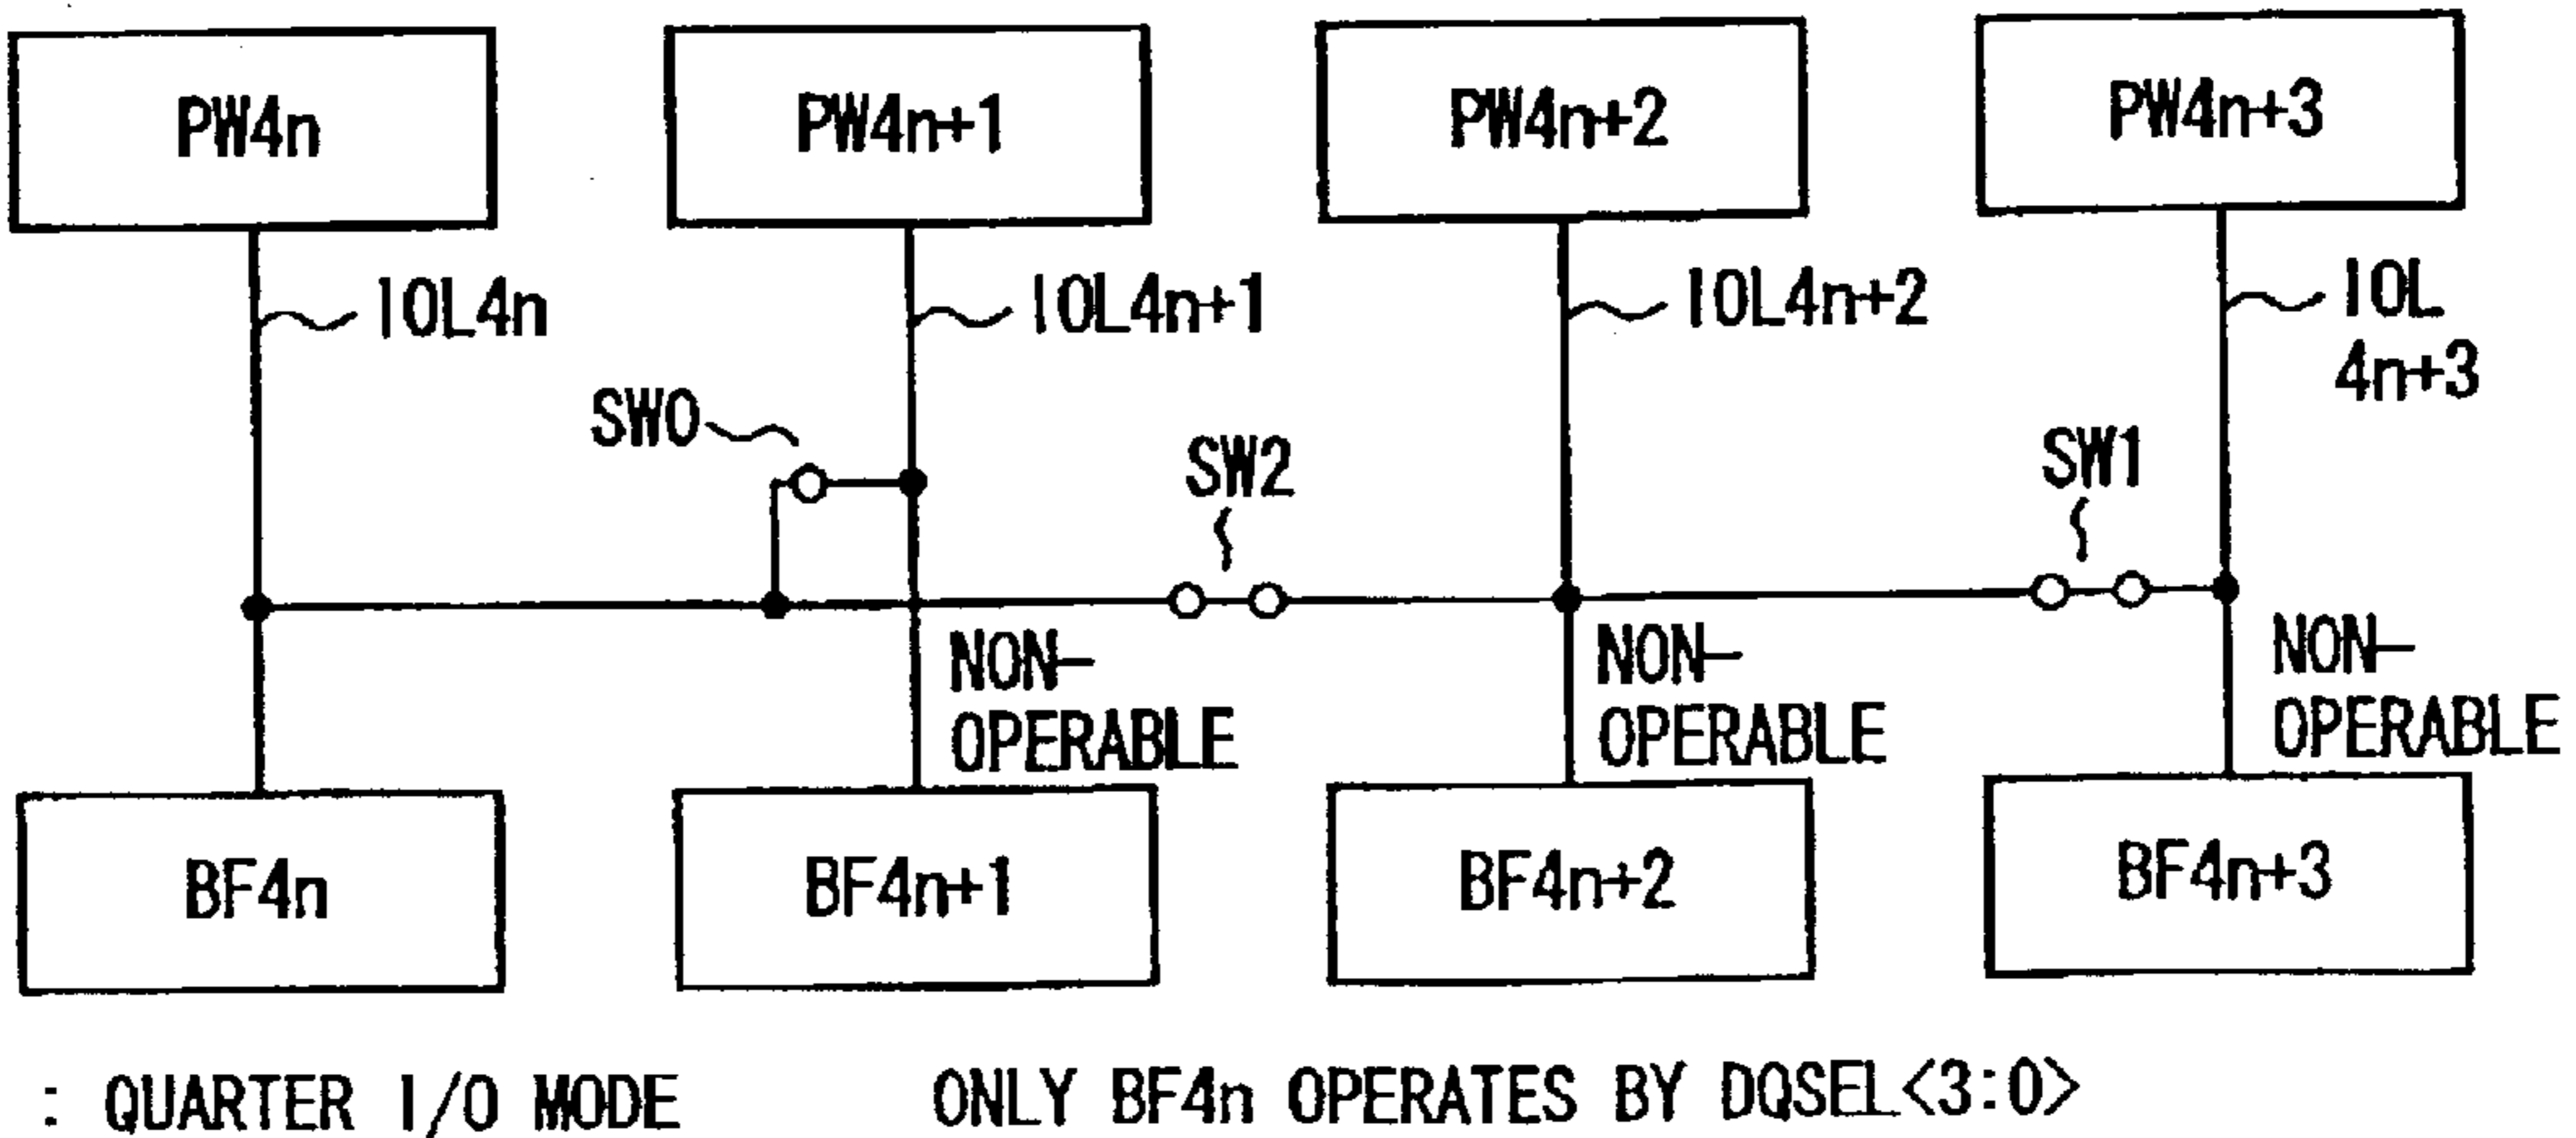 PW4n
PW4n+1
PW4n+2
PW4n+3
IOL4n
IOL4n+1
IOL4n+2
IOL
4n+3
SW0
SW2
SW1
NON-
OPERABLE
NON-
OPERABLE
NON-
OPERABLE
BF4n
BF4n+1
BF4n+2
BF4n+3
: QUARTER I/O MODE
ONLY BF4n OPERATES BY DQSEL<3:0>